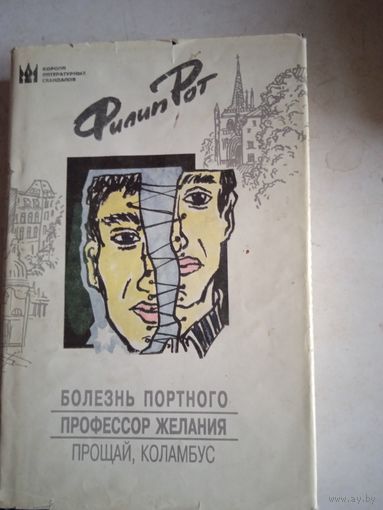 КОРОЛИ
ЛИТЕРАТУРНЫХ
СКАНДАЛОВ
Филип Рот
БОЛЕЗНЬ ПОРТНОГО
ПРОФЕССОР ЖЕЛАНИЯ
ПРОЩАЙ, КОЛАМБУС
www.ay.by